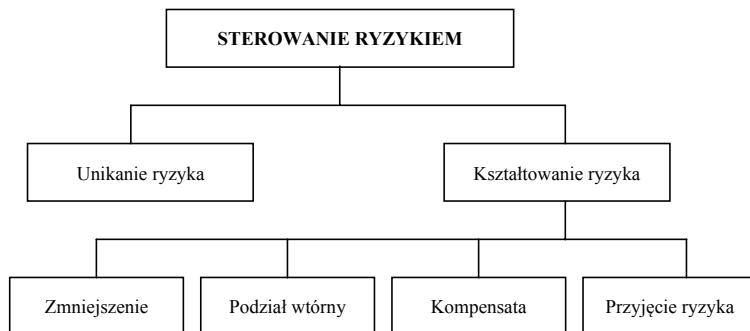 STEROWANIE RYZYKIEM
Unikanie ryzyka
Kształtowanie ryzyka
Zmniejszenie
Podział wtórny
Kompensata
Przyjęcie ryzyka